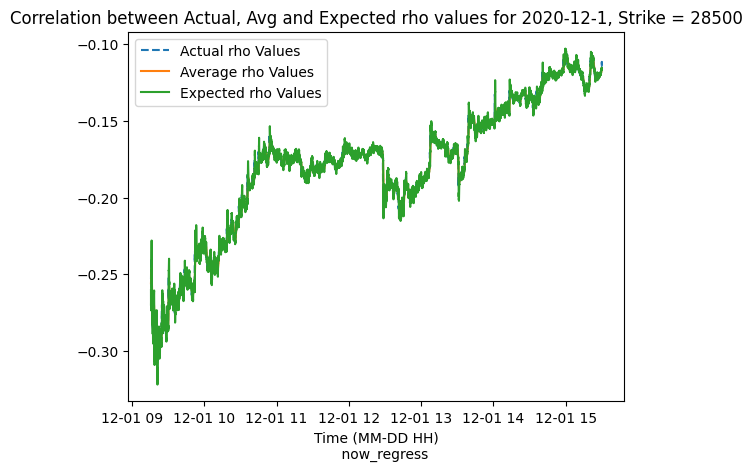 Correlation between Actual, Avg and Expected rho values for 2020-12-1, Strike = 28500
Actual rho Values
Average rho Values
Expected rho Values
−0.10
−0.15
−0.20
−0.25
−0.30
12-01 09 12-01 10 12-01 11 12-01 12 12-01 13 12-01 14 12-01 15
Time (MM-DD HH)
now_regress